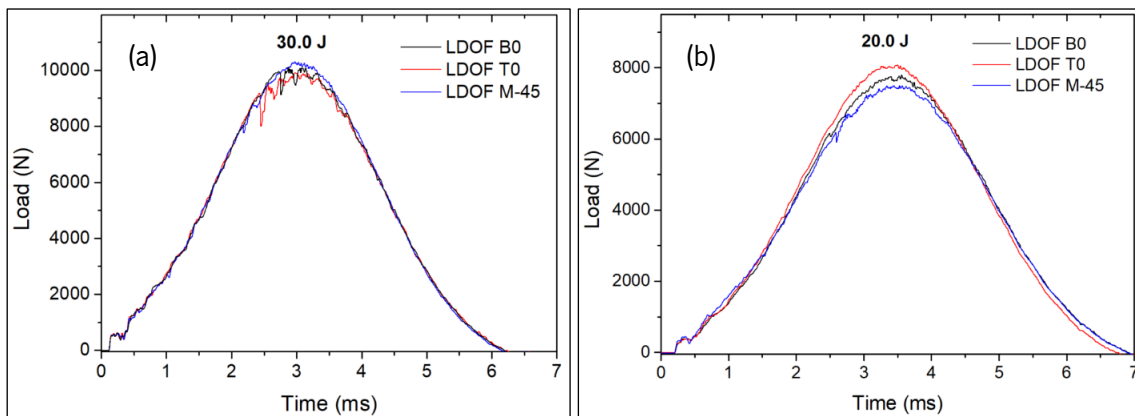 (a)
30.0 J
LDOF B0
LDOF T0
LDOF M-45
10000
8000
6000
4000
2000
0
Load (N)
0 1 2 3 4 5 6 7
Time (ms)
(b)
20.0 J
LDOF B0
LDOF T0
LDOF M-45
8000
6000
4000
2000
0
Load (N)
0 1 2 3 4 5 6 7
Time (ms)